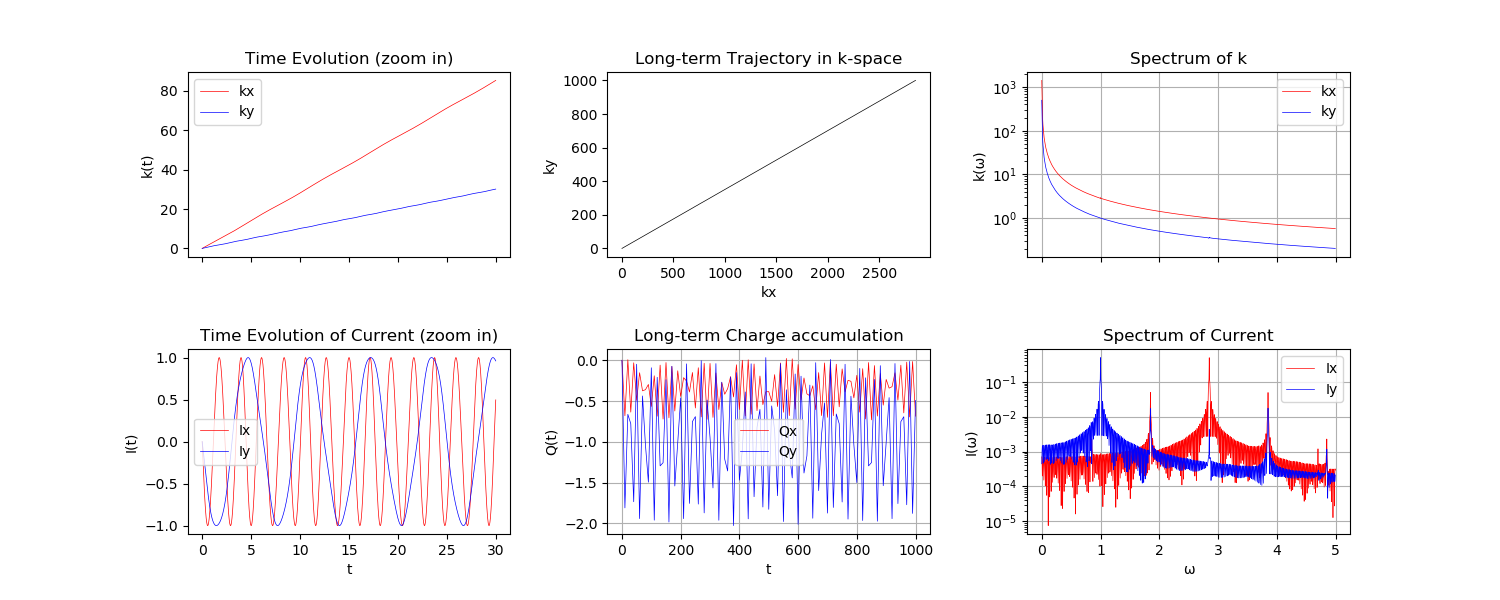 Time Evolution (zoom in)
k(t)
80
60
40
20
0
kx
ky
Long-term Trajectory in k-space
ky
1000
800
600
400
200
0
0 500 1000 1500 2000 2500
kx
Spectrum of k
k(ω)
10³
10²
10¹
10⁰
kx
ky
Time Evolution of Current (zoom in)
I(t)
1.0
0.5
0.0
−0.5
−1.0
Ix
Iy
0 5 10 15 20 25 30
t
Long-term Charge accumulation
Q(t)
0.0
−0.5
−1.0
−1.5
−2.0
Qx
Qy
0 200 400 600 800 1000
t
Spectrum of Current
I(ω)
10⁻¹
10⁻²
10⁻³
10⁻⁴
10⁻⁵
Ix
Iy
0 1 2 3 4 5
ω